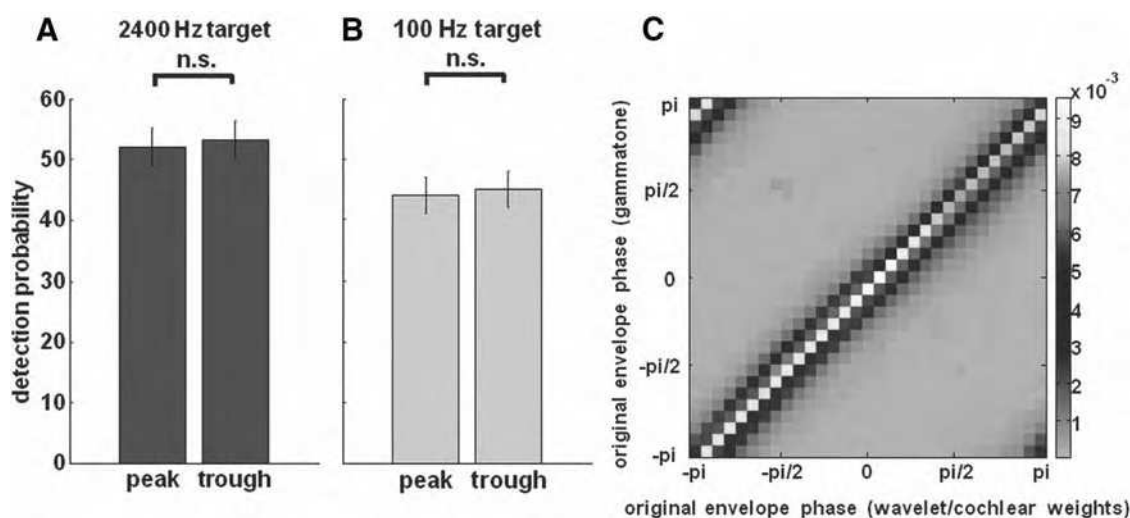 A
2400 Hz target
n.s.
detection probability
60
50
40
30
20
10
0
peak trough
B
100 Hz target
n.s.
peak trough
C
original envelope phase (gammatone)
pi
pi/2
0
-pi/2
-pi
-pi -pi/2 0 pi/2 pi
original envelope phase (wavelet/cochlear weights)
x 10-3
9
8
7
6
5
4
3
2
1